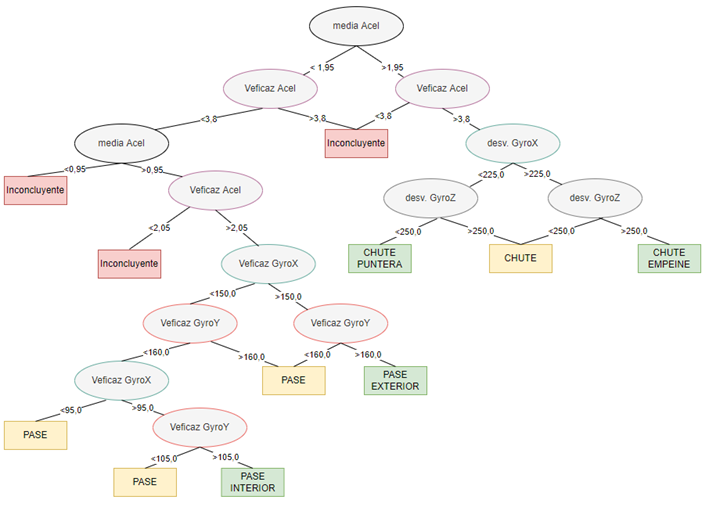 media Acel
< 1,95
>1,95
Veficaz Acel
Veficaz Acel
<3,8
>3,8
<3,8
>3,8
media Acel
Inconcluyente
desv. GyroX
<0,95
>0,95
<225,0
>225,0
Inconcluyente
Veficaz Acel
desv. GyroZ
desv. GyroZ
<2,05
>2,05
<250,0
>250,0
<250,0
>250,0
Inconcluyente
Veficaz GyroX
CHUTE
PUNTERA
CHUTE
CHUTE
EMPEINE
<150,0
>150,0
Veficaz GyroY
Veficaz GyroY
<160,0
>160,0
<160,0
>160,0
Veficaz GyroX
PASE
PASE
EXTERIOR
<95,0
>95,0
PASE
Veficaz GyroY
<105,0
>105,0
PASE
PASE
INTERIOR